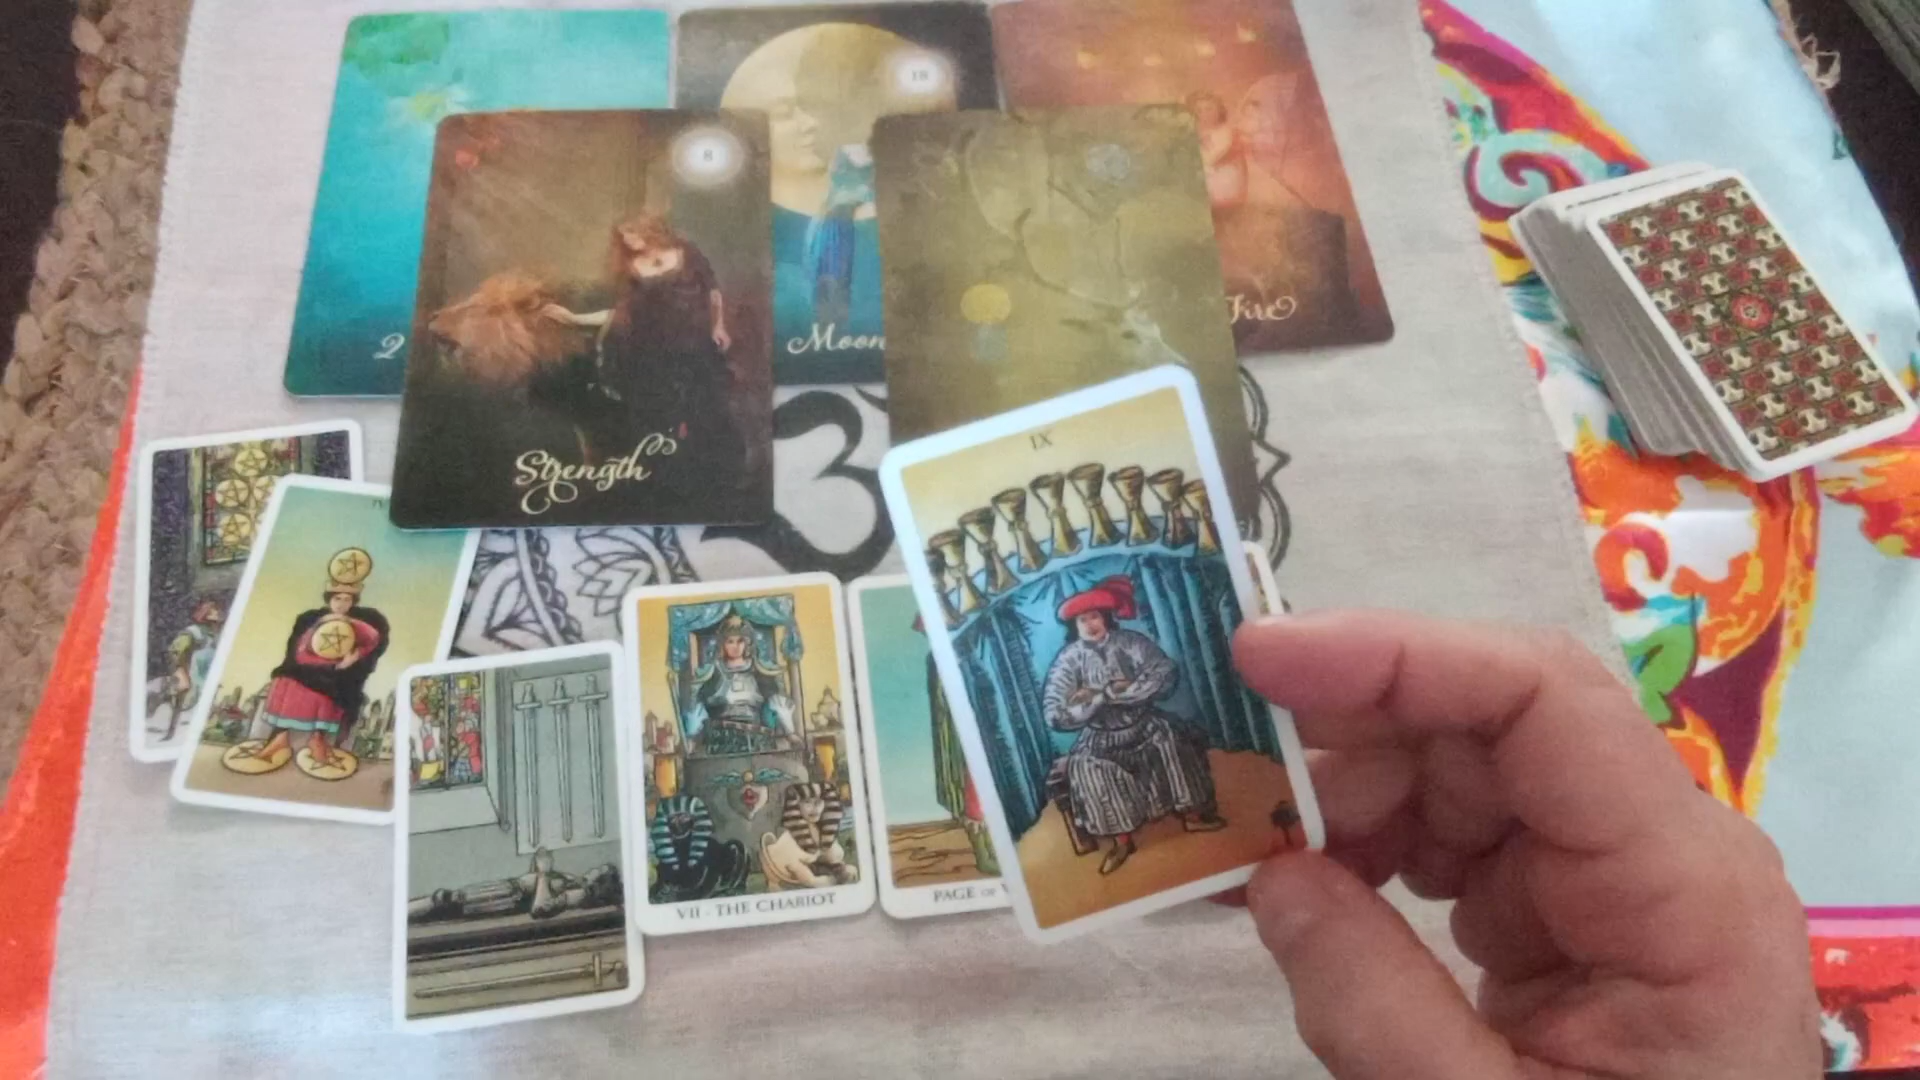 18
8
2
Moon
Fire
Strength
IX
VII - THE CHARIOT
PAGE OF